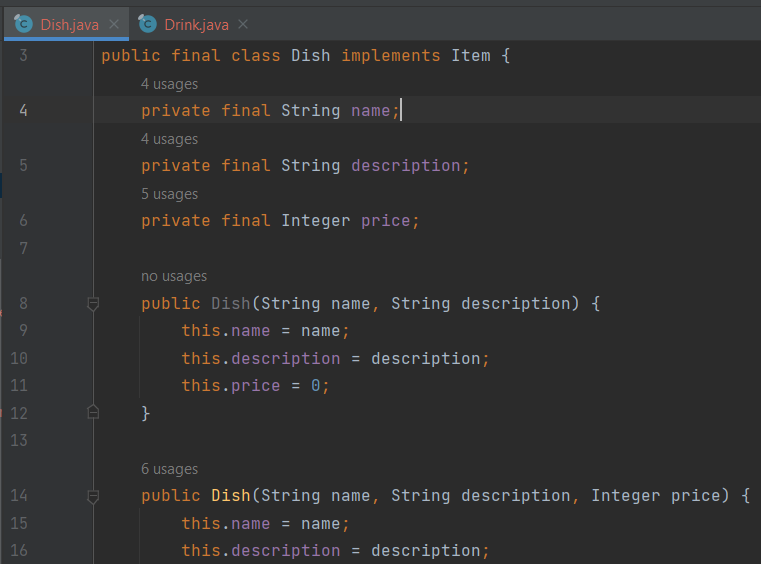 Dish.java Drink.java
3 public final class Dish implements Item {
4 usages
4 private final String name;
4 usages
5 private final String description;
5 usages
6 private final Integer price;
7
no usages
8 public Dish(String name, String description) {
9 this.name = name;
10 this.description = description;
11 this.price = 0;
12 }
13
6 usages
14 public Dish(String name, String description, Integer price) {
15 this.name = name;
16 this.description = description;